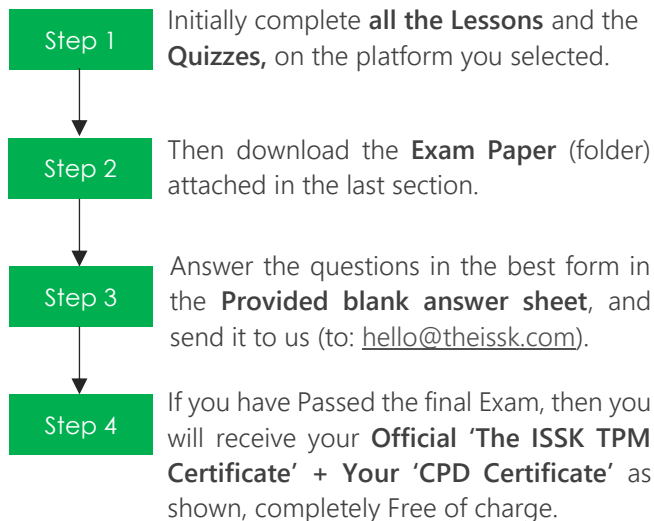 Step 1
Initially complete all the Lessons and the
Quizzes, on the platform you selected.
Step 2
Then download the Exam Paper (folder)
attached in the last section.
Step 3
Answer the questions in the best form in
the Provided blank answer sheet, and
send it to us (to: hello@theissk.com).
Step 4
If you have Passed the final Exam, then you
will receive your Official ‘The ISSK TPM
Certificate’ + Your ‘CPD Certificate’ as
shown, completely Free of charge.